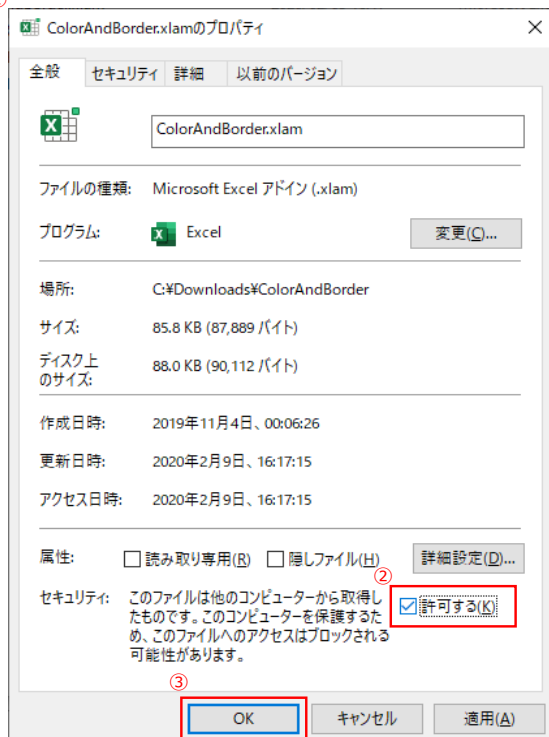 ColorAndBorder.xlamのプロパティ
全般 セキュリティ 詳細 以前のバージョン
ColorAndBorder.xlam
ファイルの種類: Microsoft Excel アドイン (.xlam)
プログラム: Excel 変更(C)...
場所: C:¥Downloads¥ColorAndBorder
サイズ: 85.8 KB (87,889 バイト)
ディスク上
のサイズ: 88.0 KB (90,112 バイト)
作成日時: 2019年11月4日、00:06:26
更新日時: 2020年2月9日、16:17:15
アクセス日時: 2020年2月9日、16:17:15
属性: 読み取り専用(R) 隠しファイル(H) 詳細設定(D)...
②
セキュリティ: このファイルは他のコンピューターから取得し
たものです。このコンピューターを保護するた
め、このファイルへのアクセスはブロックされる
可能性があります。
許可する(K)
③
OK キャンセル 適用(A)